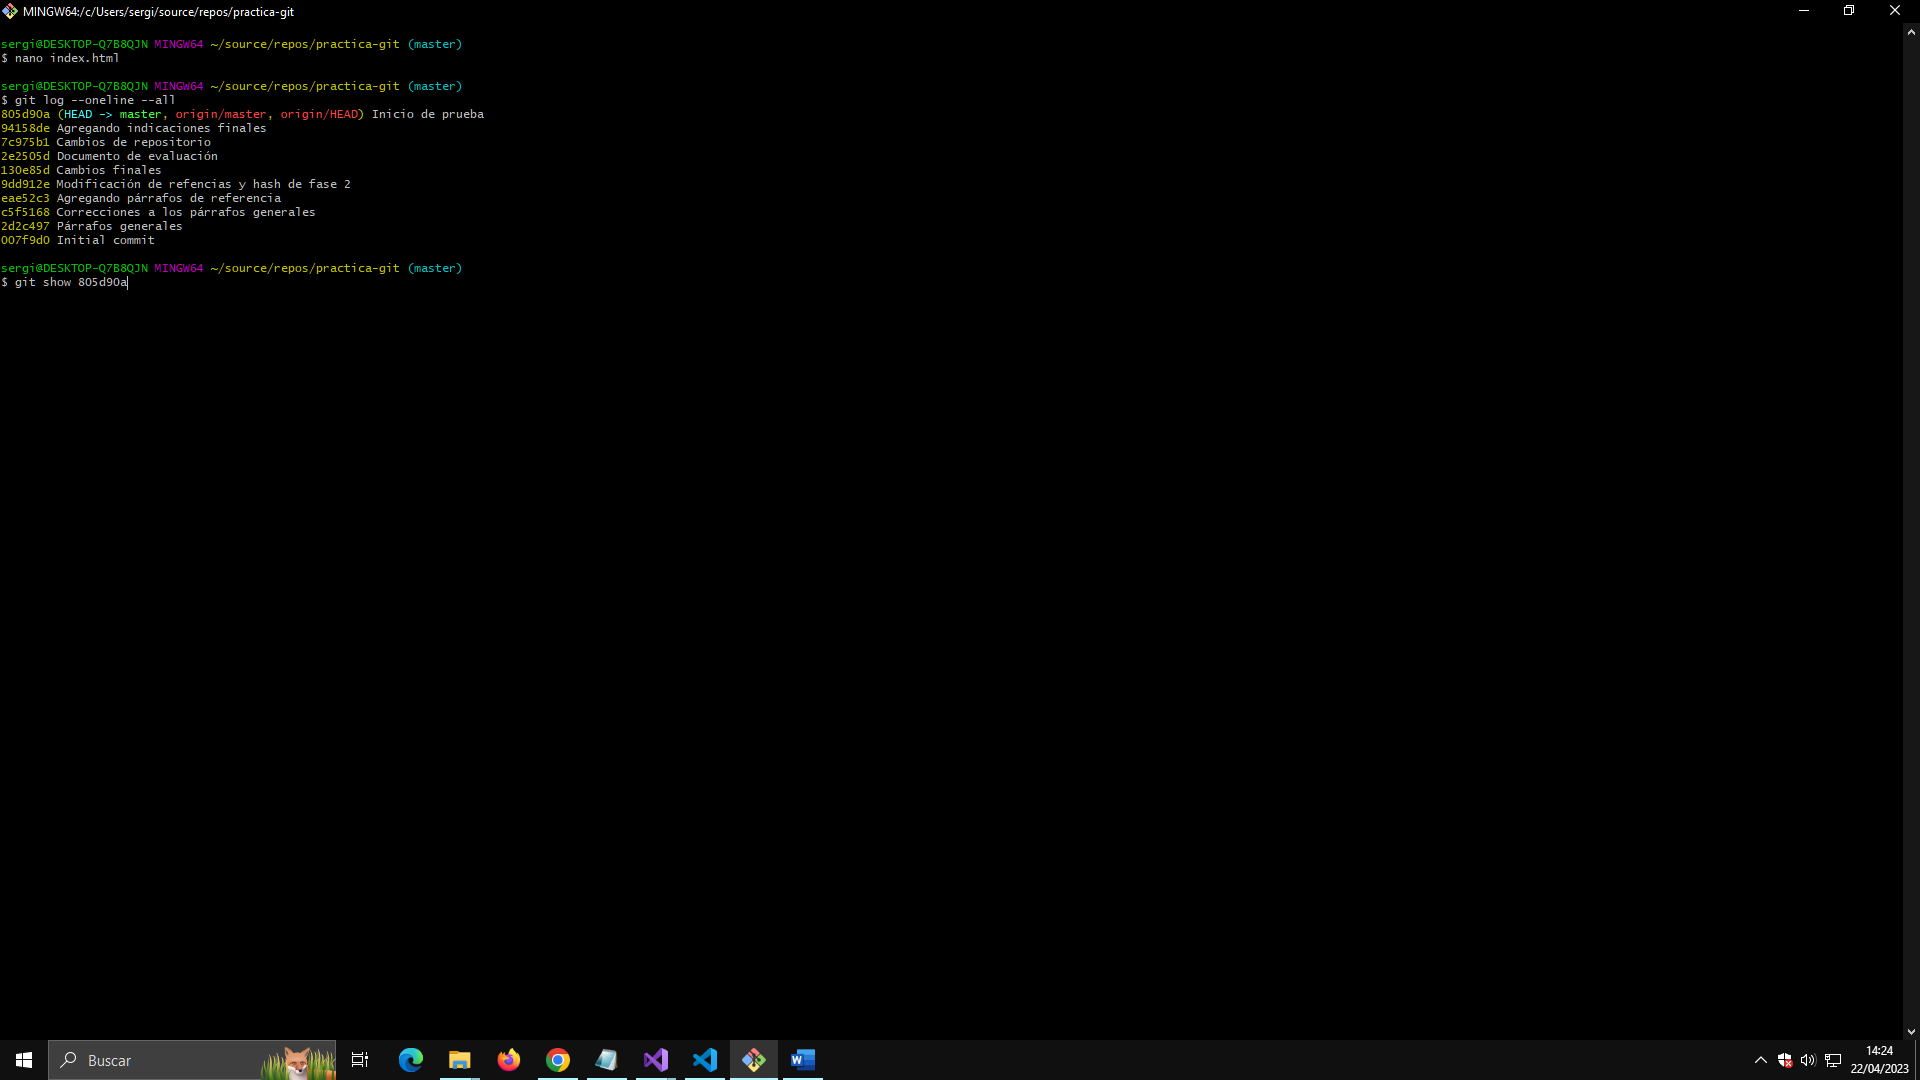 MINGW64:/c/Users/sergi/source/repos/practica-git
sergi@DESKTOP-Q7B8QJN MINGW64 ~/source/repos/practica-git (master)
$ nano index.html
sergi@DESKTOP-Q7B8QJN MINGW64 ~/source/repos/practica-git (master)
$ git log --oneline --all
805d90a (HEAD -> master, origin/master, origin/HEAD) Inicio de prueba
94158de Agregando indicaciones finales
7c975b1 Cambios de repositorio
2e2505d Documento de evaluación
130e85d Cambios finales
9dd912e Modificación de refencias y hash de fase 2
eae52c3 Agregando párrafos de referencia
c5f5168 Correcciones a los párrafos generales
2d2c497 Párrafos generales
007f9d0 Initial commit
sergi@DESKTOP-Q7B8QJN MINGW64 ~/source/repos/practica-git (master)
$ git show 805d90a
Buscar
14:24
22/04/2023